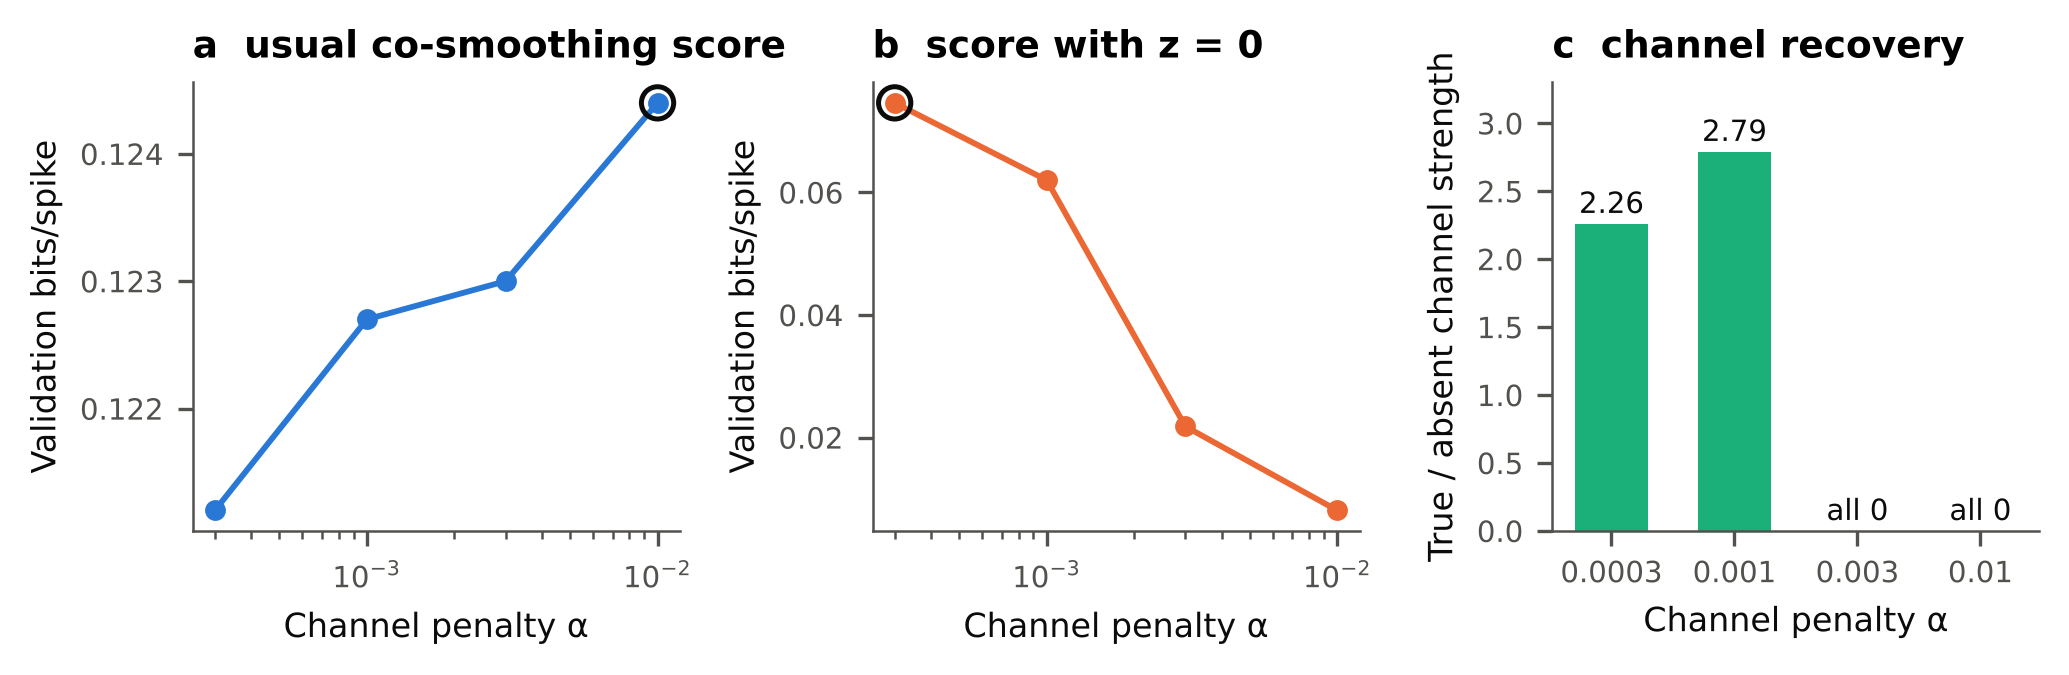 a usual co-smoothing score
Validation bits/spike
0.124
0.123
0.122
10⁻³
10⁻²
Channel penalty α
b score with z = 0
Validation bits/spike
0.06
0.04
0.02
10⁻³
10⁻²
Channel penalty α
c channel recovery
True / absent channel strength
3.0
2.5
2.0
1.5
1.0
0.5
0.0
2.26
2.79
all 0
all 0
0.0003
0.001
0.003
0.01
Channel penalty α